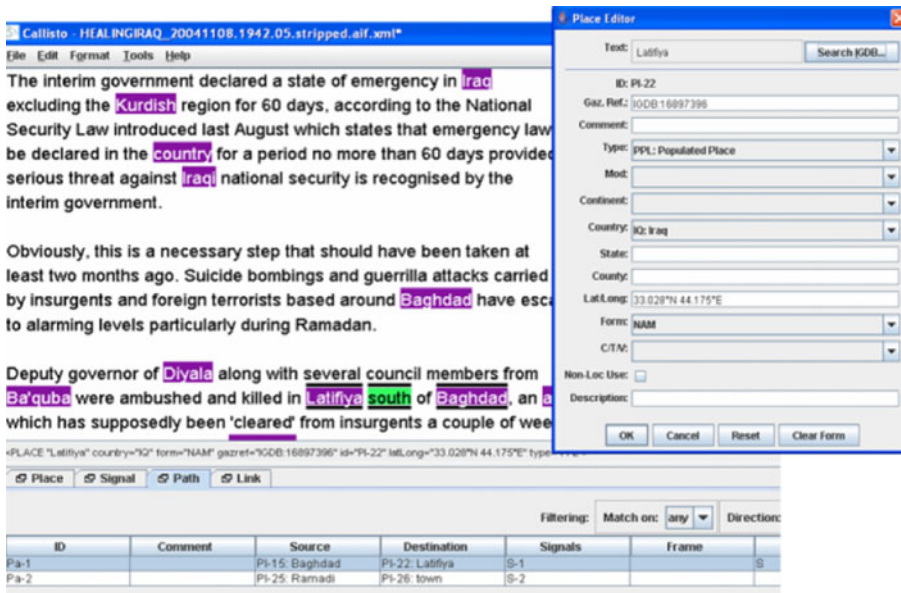 Callisto - HEALINGIRAQ_20041108.1942.05.stripped.aif.xml*
File Edit Format Tools Help
The interim government declared a state of emergency in Iraq
excluding the Kurdish region for 60 days, according to the National
Security Law introduced last August which states that emergency law
be declared in the country for a period no more than 60 days provided
serious threat against Iraqi national security is recognised by the
interim government.
Obviously, this is a necessary step that should have been taken at
least two months ago. Suicide bombings and guerrilla attacks carried
by insurgents and foreign terrorists based around Baghdad have esca
to alarming levels particularly during Ramadan.
Deputy governor of Diyala along with several council members from
Ba'quba were ambushed and killed in Latifiya south of Baghdad, an a
which has supposedly been 'cleared' from insurgents a couple of wee
<PLACE "Latifiya" country="IQ" form="NAM" gazref="IGDB:16897396" id="Pl-22" latLong="33.028°N 44.175°E" type=
Place Signal Path Link
Filtering: Match on: any Direction:
ID Comment Source Destination Signals Frame
Pa-1 Pl-15: Baghdad Pl-22: Latifiya S-1 S
Pa-2 Pl-25: Ramadi Pl-26: town S-2
Place Editor
Text: Latifiya Search IGDB...
ID: Pl-22
Gaz. Ref.: IGDB:16897396
Comment:
Type: PPL: Populated Place
Mod:
Continent:
Country: IQ: Iraq
State:
County:
Lat/Long: 33.028°N 44.175°E
Form: NAM
C/T/V:
Non-Loc Use:
Description:
OK Cancel Reset Clear Form